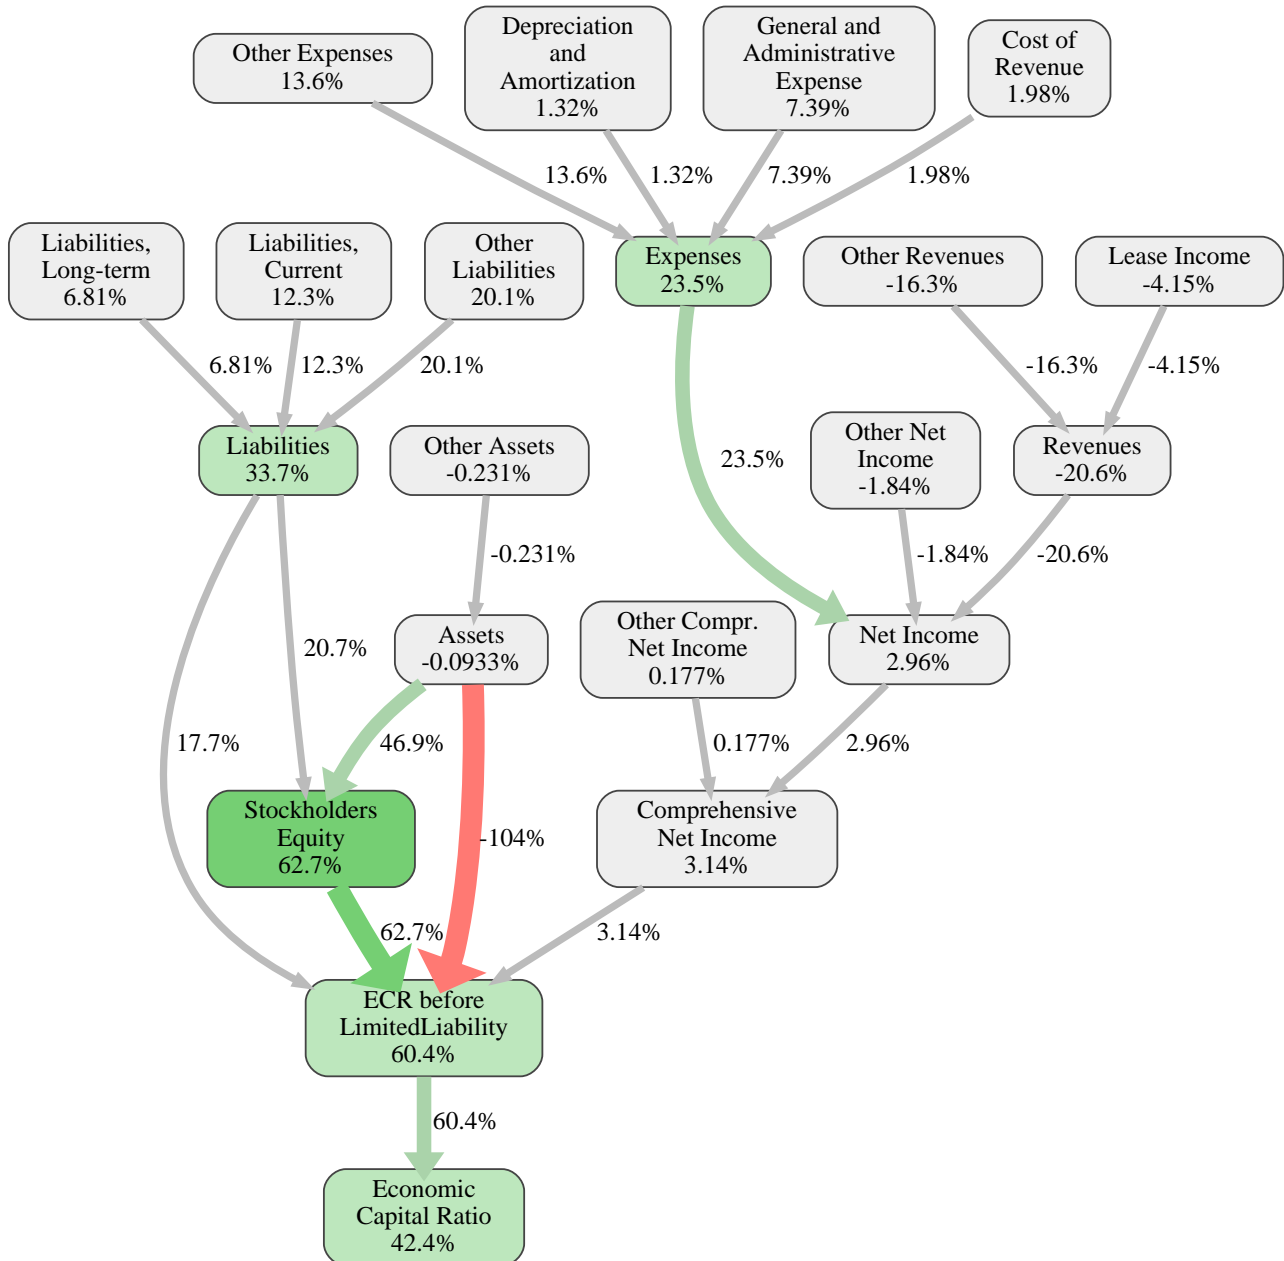 Other Expenses
13.6%
Depreciation
and
Amortization
1.32%
General and
Administrative
Expense
7.39%
Cost of
Revenue
1.98%
13.6%
1.32%
7.39%
1.98%
Liabilities,
Long-term
6.81%
Liabilities,
Current
12.3%
Other
Liabilities
20.1%
Expenses
23.5%
Other Revenues
-16.3%
Lease Income
-4.15%
6.81%
12.3%
20.1%
-16.3%
-4.15%
Liabilities
33.7%
Other Assets
-0.231%
23.5%
Other Net
Income
-1.84%
Revenues
-20.6%
-0.231%
-1.84%
-20.6%
20.7%
Assets
-0.0933%
Other Compr.
Net Income
0.177%
Net Income
2.96%
17.7%
46.9%
0.177%
2.96%
Stockholders
Equity
62.7%
-104%
Comprehensive
Net Income
3.14%
62.7%
3.14%
ECR before
LimitedLiability
60.4%
60.4%
Economic
Capital Ratio
42.4%